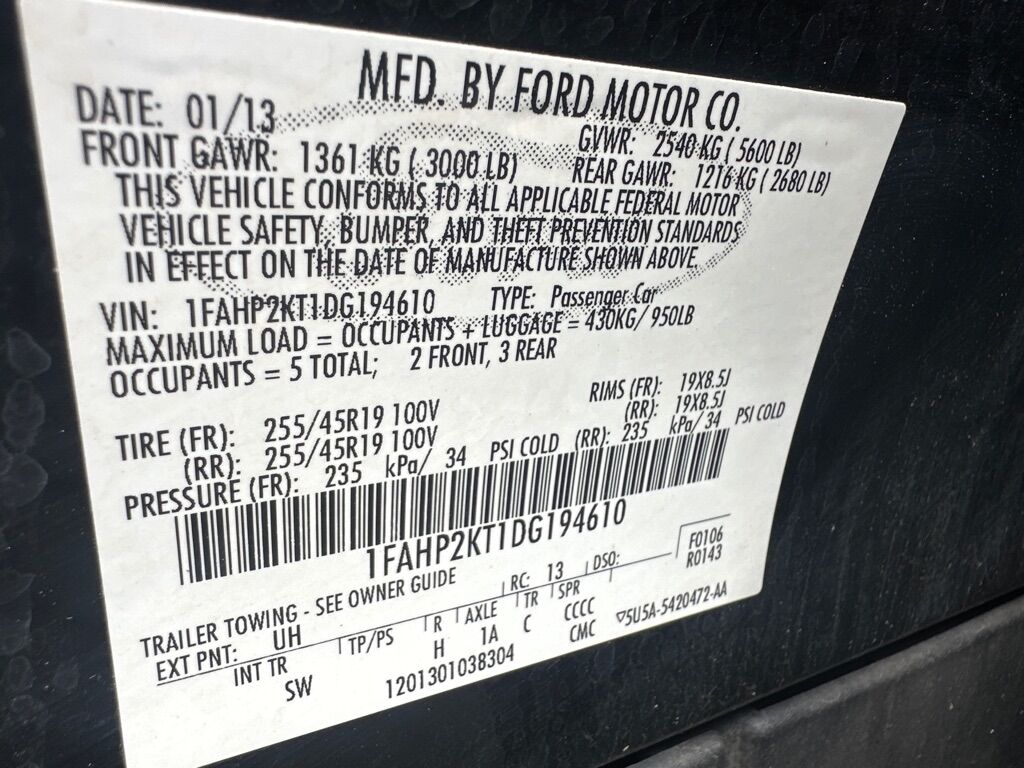 MFD. BY FORD MOTOR CO.
DATE: 01/13 GVWR: 2540 KG ( 5600 LB)
FRONT GAWR: 1361 KG ( 3000 LB) REAR GAWR: 1216 KG ( 2680 LB)
THIS VEHICLE CONFORMS TO ALL APPLICABLE FEDERAL MOTOR
VEHICLE SAFETY, BUMPER, AND THEFT PREVENTION STANDARDS
IN EFFECT ON THE DATE OF MANUFACTURE SHOWN ABOVE.
VIN: 1FAHP2KT1DG194610 TYPE: Passenger Car
MAXIMUM LOAD = OCCUPANTS + LUGGAGE = 430KG/ 950LB
OCCUPANTS = 5 TOTAL; 2 FRONT, 3 REAR
TIRE (FR): 255/45R19 100V RIMS (FR): 19X8.5J
(RR): 255/45R19 100V (RR): 19X8.5J
PRESSURE (FR): 235 kPa/ 34 PSI COLD (RR): 235 kPa/ 34 PSI COLD
1FAHP2KT1DG194610
TRAILER TOWING - SEE OWNER GUIDE RC: 13 DSO: F0106
R0143
EXT PNT: UH TP/PS R AXLE TR SPR ▽5U5A-5420472-AA
INT TR H 1A C CCCC
SW 1201301038304 CMC